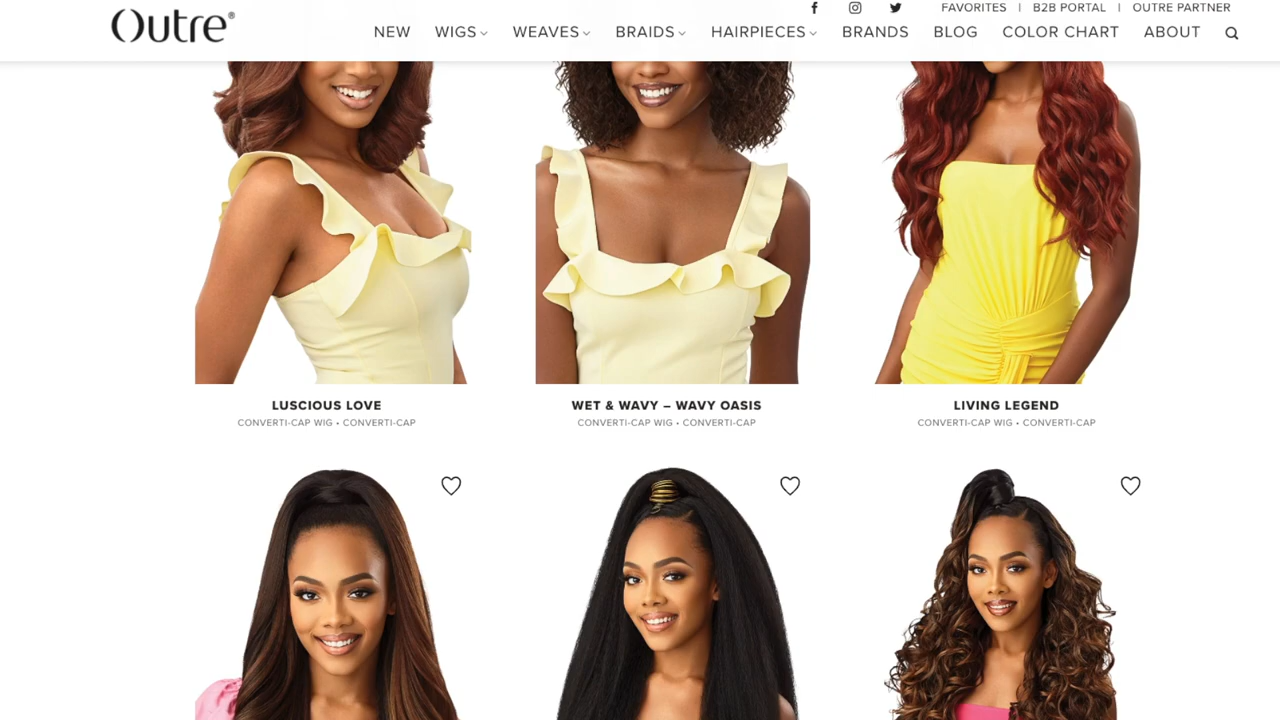 Outre®
FAVORITES | B2B PORTAL | OUTRE PARTNER
NEW WIGS WEAVES BRAIDS HAIRPIECES BRANDS BLOG COLOR CHART ABOUT
LUSCIOUS LOVE
CONVERTI-CAP WIG • CONVERTI-CAP
WET & WAVY – WAVY OASIS
CONVERTI-CAP WIG • CONVERTI-CAP
LIVING LEGEND
CONVERTI-CAP WIG • CONVERTI-CAP